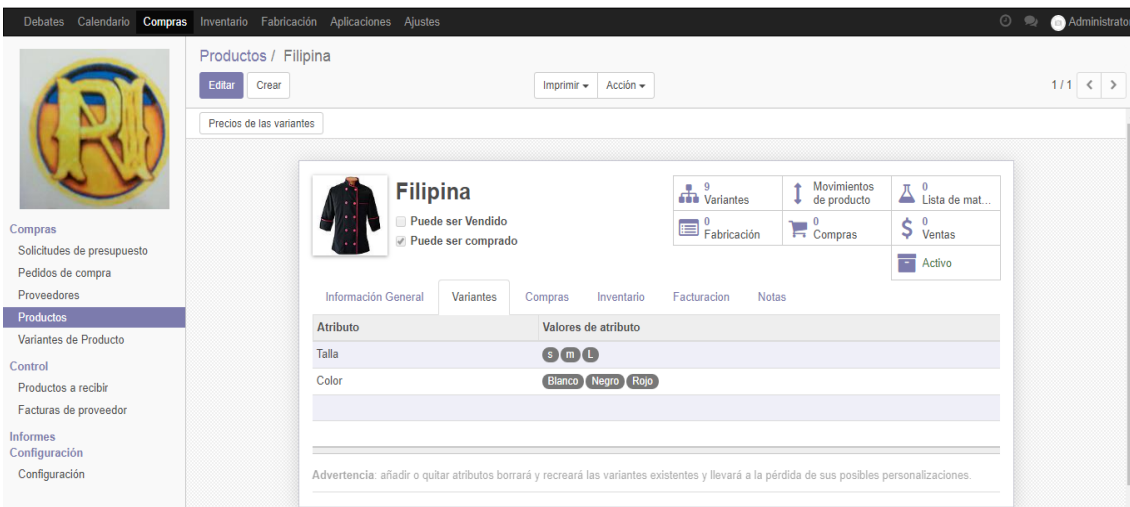 Debates Calendario Compras Inventario Fabricación Aplicaciones Ajustes Administrato
RI
Productos / Filipina
Editar Crear Imprimir Acción 1 / 1
Precios de las variantes
Filipina
Puede ser Vendido
Puede ser comprado
9 Variantes
Movimientos de producto
0 Lista de mat...
0 Fabricación
0 Compras
0 Ventas
Activo
Compras
Solicitudes de presupuesto
Pedidos de compra
Proveedores
Productos
Variantes de Producto
Control
Productos a recibir
Facturas de proveedor
Informes
Configuración
Configuración
Información General Variantes Compras Inventario Facturacion Notas
Atributo Valores de atributo
Talla s m L
Color Blanco Negro Rojo
Advertencia: añadir o quitar atributos borrará y recreará las variantes existentes y llevará a la pérdida de sus posibles personalizaciones.